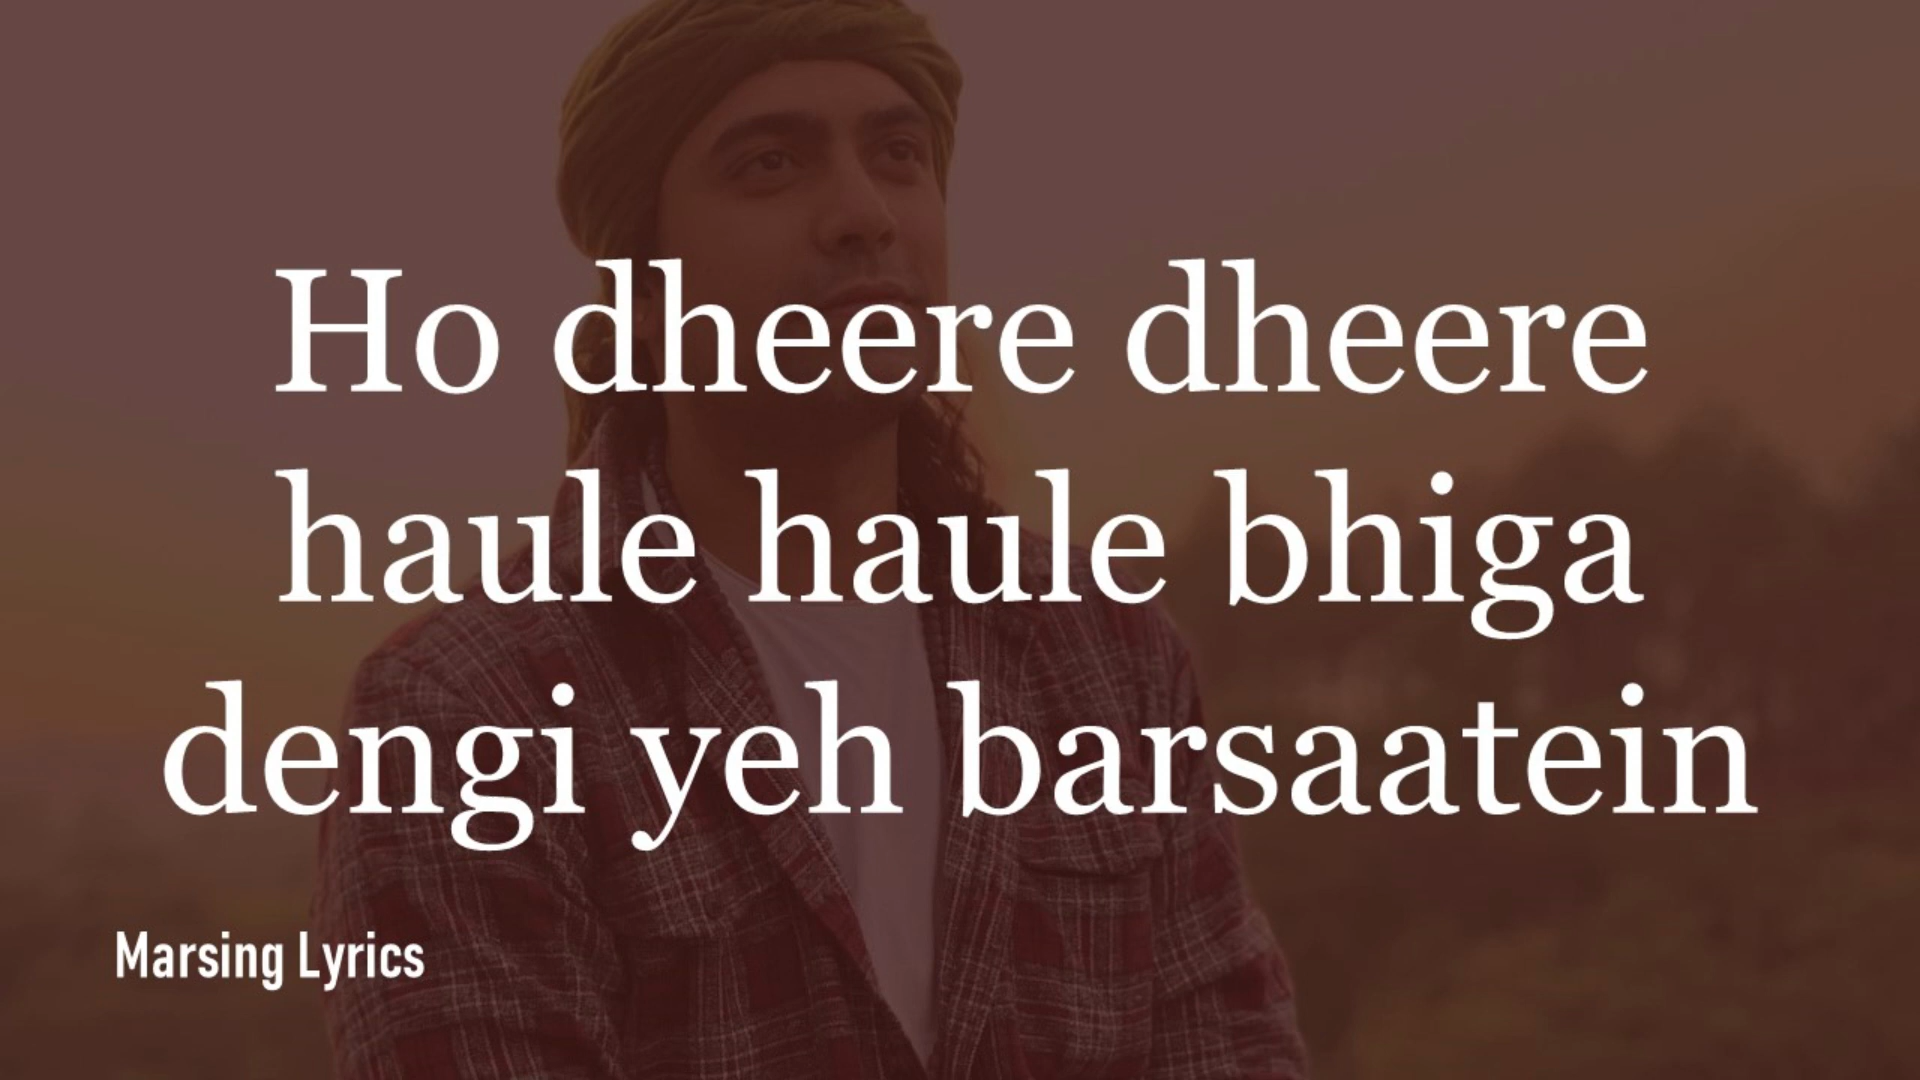 Ho dheere dheere
haule haule bhiga
dengi yeh barsaatein
Marsing Lyrics